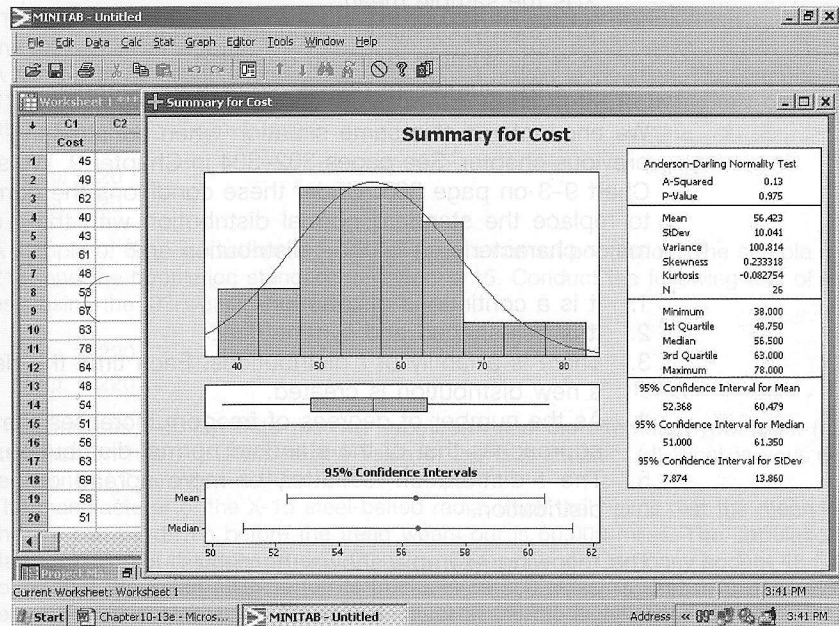 MINITAB - Untitled
File Edit Data Calc Stat Graph Editor Tools Window Help
Worksheet 1 ***
Summary for Cost
↓ C1 C2
Cost
1 45
2 49
3 62
4 40
5 43
6 61
7 48
8 53
9 67
10 63
11 78
12 64
13 48
14 54
15 51
16 56
17 63
18 69
19 58
20 51
Summary for Cost
40 50 60 70 80
95% Confidence Intervals
Mean
Median
50 52 54 56 58 60 62
Anderson-Darling Normality Test
A-Squared 0.13
P-Value 0.975
Mean 56.423
StDev 10.041
Variance 100.814
Skewness 0.233318
Kurtosis -0.082754
N 26
Minimum 38.000
1st Quartile 48.750
Median 56.500
3rd Quartile 63.000
Maximum 78.000
95% Confidence Interval for Mean
52.368 60.479
95% Confidence Interval for Median
51.000 61.350
95% Confidence Interval for StDev
7.874 13.860
Current Worksheet: Worksheet 1
3:41 PM
Start Chapter10-13e - Micros... MINITAB - Untitled Address « 89° 3:41 PM